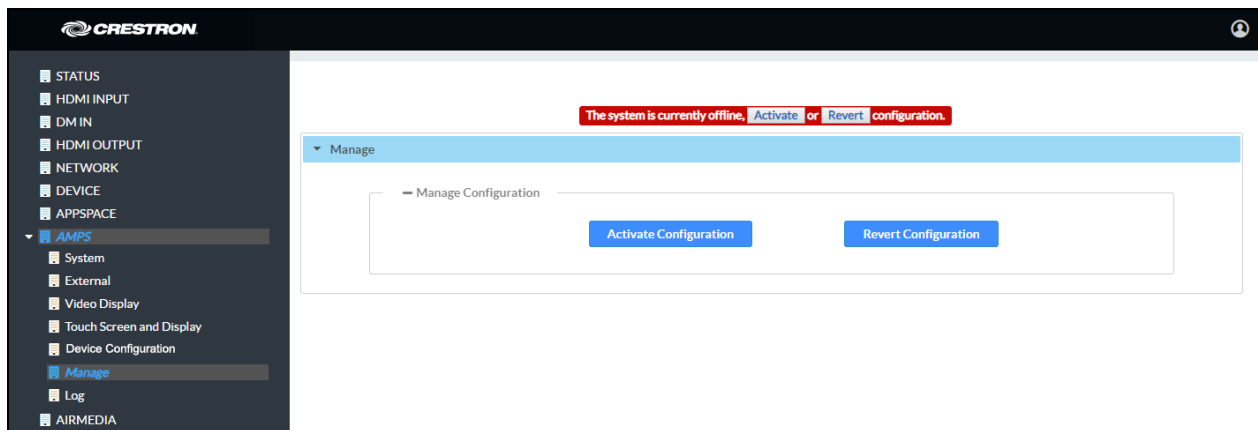 CRESTRON
STATUS
HDMI INPUT
DM IN
HDMI OUTPUT
NETWORK
DEVICE
APPSPACE
AMPS
System
External
Video Display
Touch Screen and Display
Device Configuration
Manage
Log
AIRMEDIA
The system is currently offline, Activate or Revert configuration.
Manage
Manage Configuration
Activate Configuration Revert Configuration